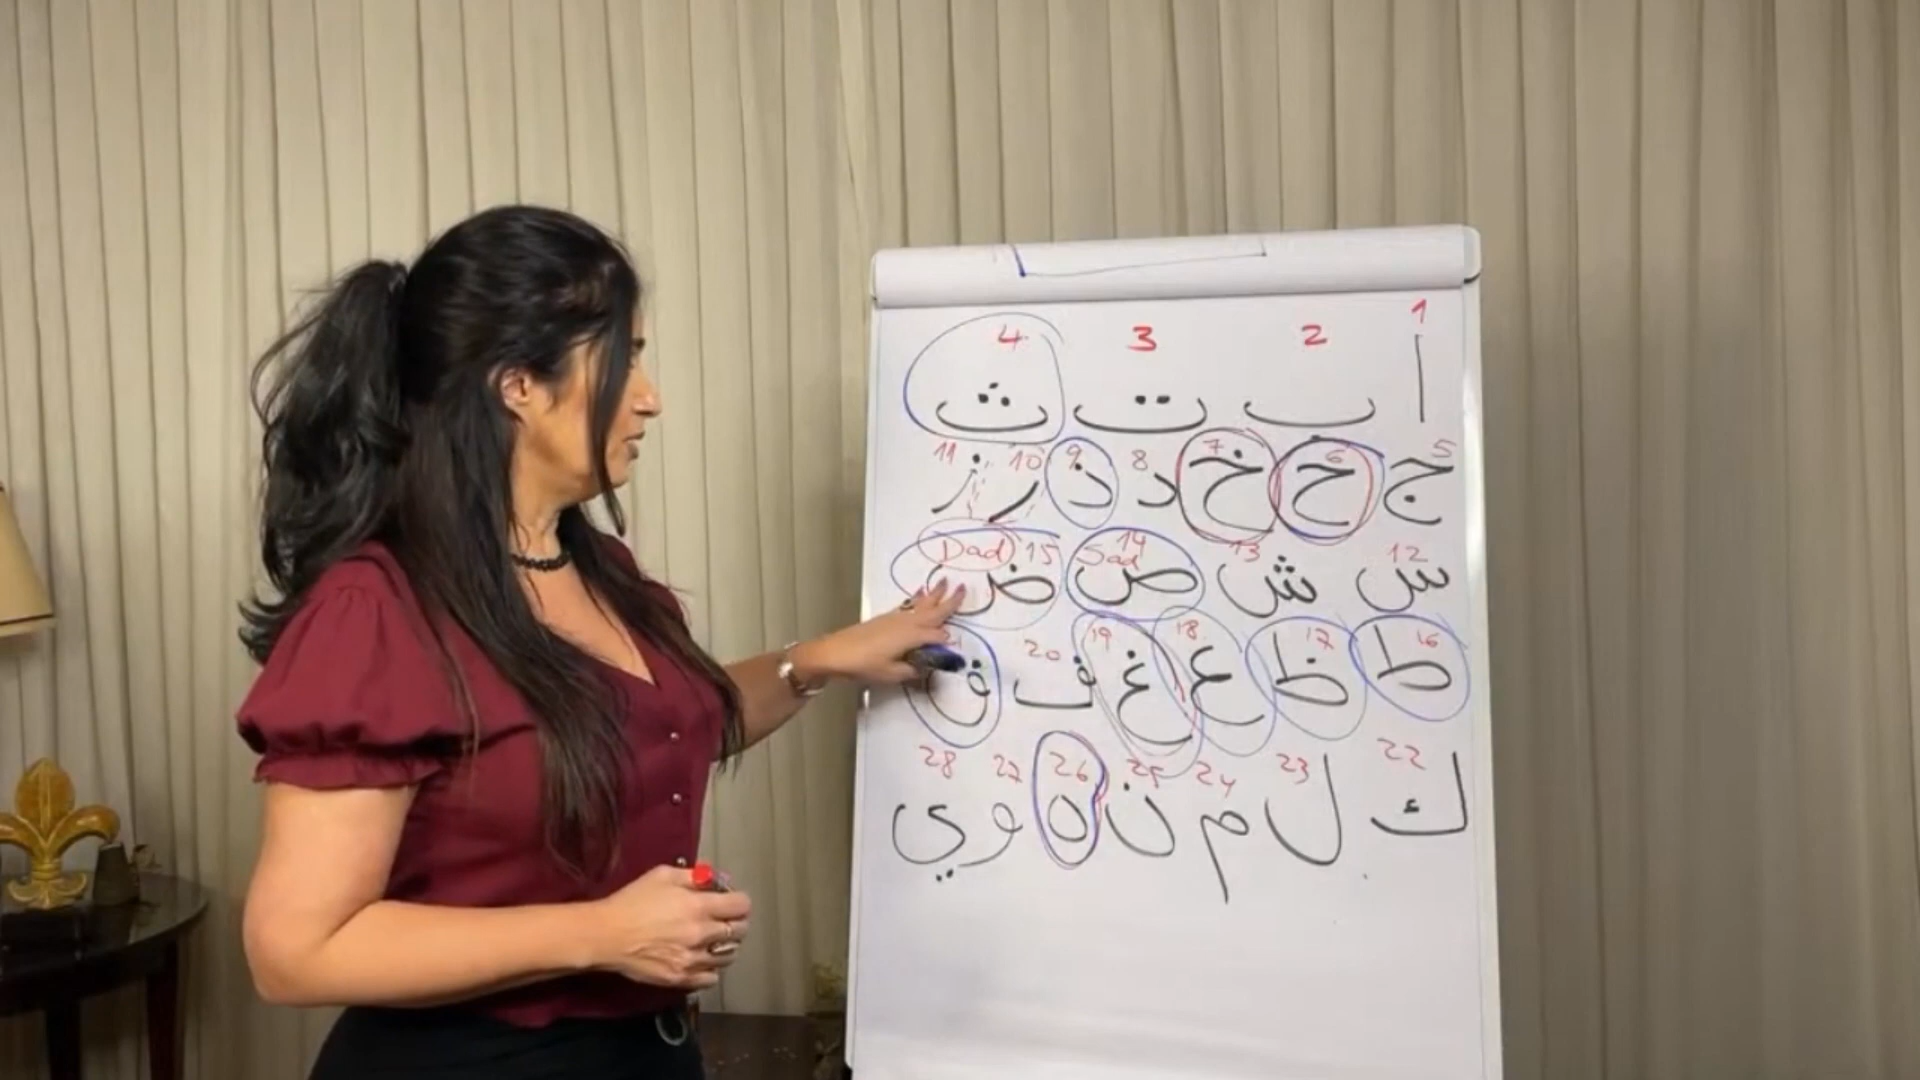 1 2 3 4
ا ب ت ث
5 6 7 8 9 10 11
ج ح خ د ذ ر ز
12 13 14 Sad 15 Dad
س ش ص ض
16 17 18 19 20
ط ظ ع غ ف ق
22 23 24 25 26 27 28
ك ل م ن ه و ي